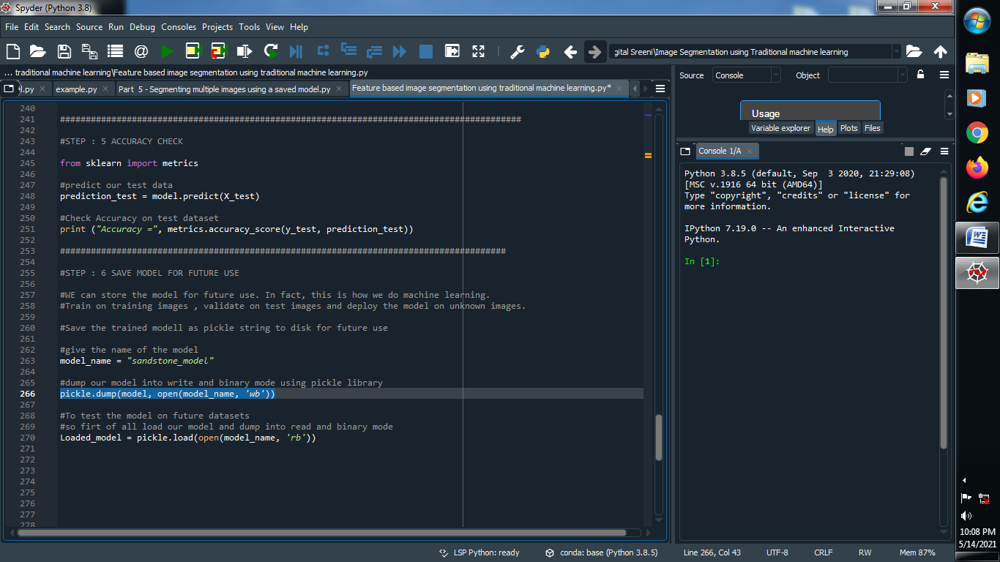 Spyder (Python 3.8)
File Edit Search Source Run Debug Consoles Projects Tools View Help
gital Sreeni\Image Segmentation using Traditional machine learning
... traditional machine learning\Feature based image segmentation using traditional machine learning.py
el.py example.py Part 5 - Segmenting multiple images using a saved model.py Feature based image segmentation using traditional machine learning.py*
240
241 ##########################################################################################
242
243 #STEP : 5 ACCURACY CHECK
244
245 from sklearn import metrics
246
247 #predict our test data
248 prediction_test = model.predict(X_test)
249
250 #Check Accuracy on test dataset
251 print ("Accuracy =", metrics.accuracy_score(y_test, prediction_test))
252
253 #######################################################################################
254
255 #STEP : 6 SAVE MODEL FOR FUTURE USE
256
257 #WE can store the model for future use. In fact, this is how we do machine learning.
258 #Train on training images , validate on test images and deploy the model on unknown images.
259
260 #Save the trained modell as pickle string to disk for future use
261
262 #give the name of the model
263 model_name = "sandstone_model"
264
265 #dump our model into write and binary mode using pickle library
266 pickle.dump(model, open(model_name, 'wb'))
267
268 #To test the model on future datasets
269 #so firt of all load our model and dump into read and binary mode
270 Loaded_model = pickle.load(open(model_name, 'rb'))
271
272
273
274
275
276
277
278
Source Console Object
Usage
Variable explorer Help Plots Files
Console 1/A
Python 3.8.5 (default, Sep  3 2020, 21:29:08)
[MSC v.1916 64 bit (AMD64)]
Type "copyright", "credits" or "license" for
more information.
IPython 7.19.0 -- An enhanced Interactive
Python.
In [1]:
LSP Python: ready conda: base (Python 3.8.5) Line 266, Col 43 UTF-8 CRLF RW Mem 87%
10:08 PM
5/14/2021